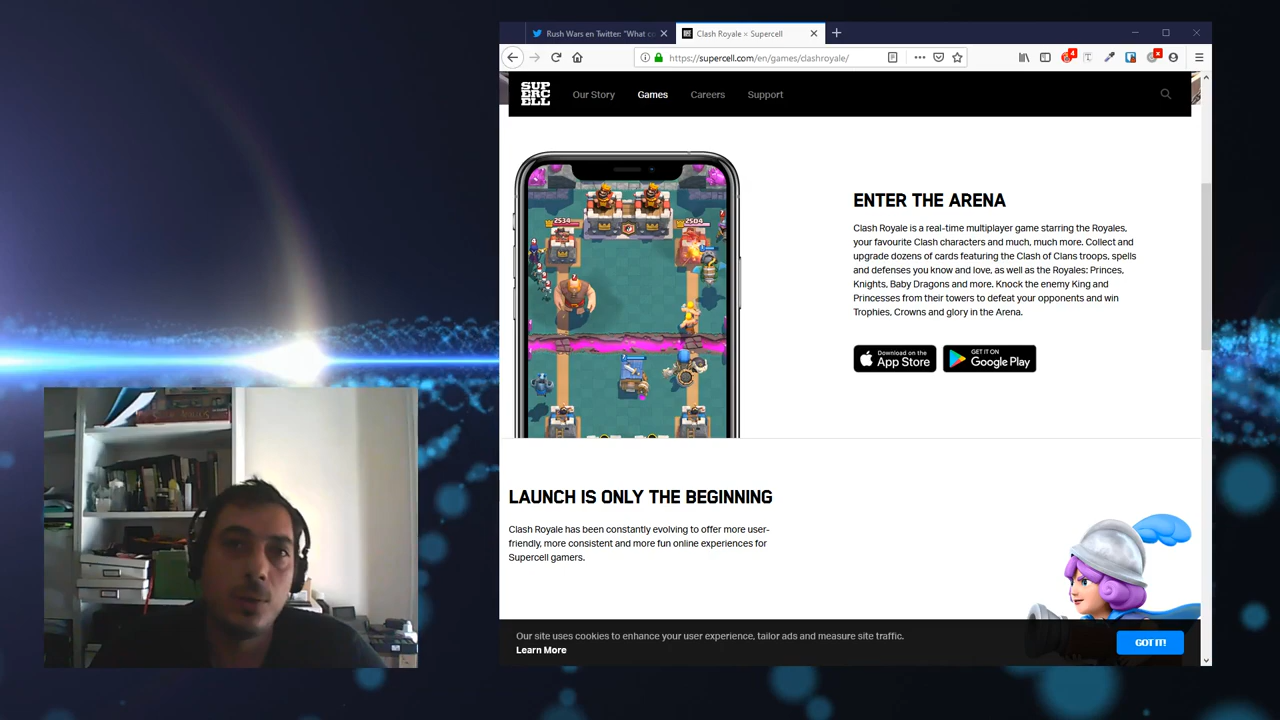 Rush Wars en Twitter: "What co
Clash Royale × Supercell
https://supercell.com/en/games/clashroyale/
4
SUP
ERC
ELL
Our Story
Games
Careers
Support
2534
2504
ENTER THE ARENA
Clash Royale is a real-time multiplayer game starring the Royales,
your favourite Clash characters and much, much more. Collect and
upgrade dozens of cards featuring the Clash of Clans troops, spells
and defenses you know and love, as well as the Royales: Princes,
Knights, Baby Dragons and more. Knock the enemy King and
Princesses from their towers to defeat your opponents and win
Trophies, Crowns and glory in the Arena.
Download on the
App Store
GET IT ON
Google Play
LAUNCH IS ONLY THE BEGINNING
Clash Royale has been constantly evolving to offer more user-
friendly, more consistent and more fun online experiences for
Supercell gamers.
Our site uses cookies to enhance your user experience, tailor ads and measure site traffic.
Learn More
GOT IT!